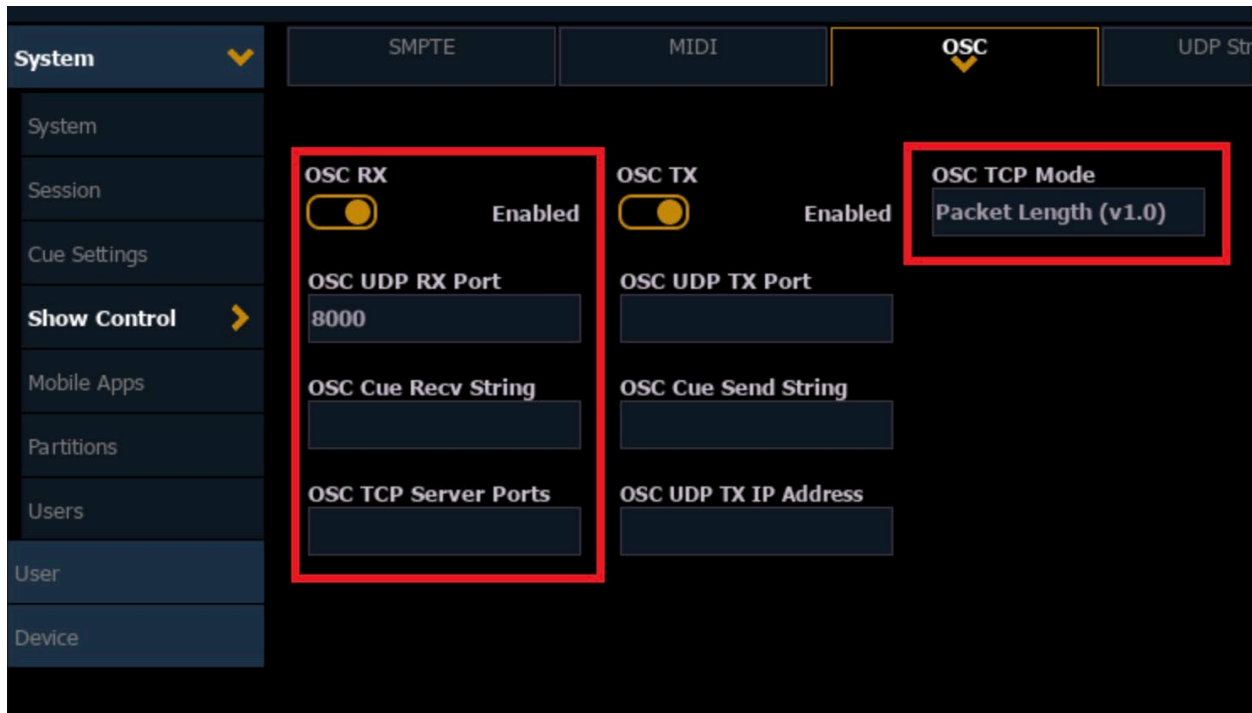 System
System
Session
Cue Settings
Show Control
Mobile Apps
Partitions
Users
User
Device
SMPTE MIDI OSC UDP Str
OSC RX OSC TX OSC TCP Mode
Enabled Enabled Packet Length (v1.0)
OSC UDP RX Port OSC UDP TX Port
8000
OSC Cue Recv String OSC Cue Send String
OSC TCP Server Ports OSC UDP TX IP Address